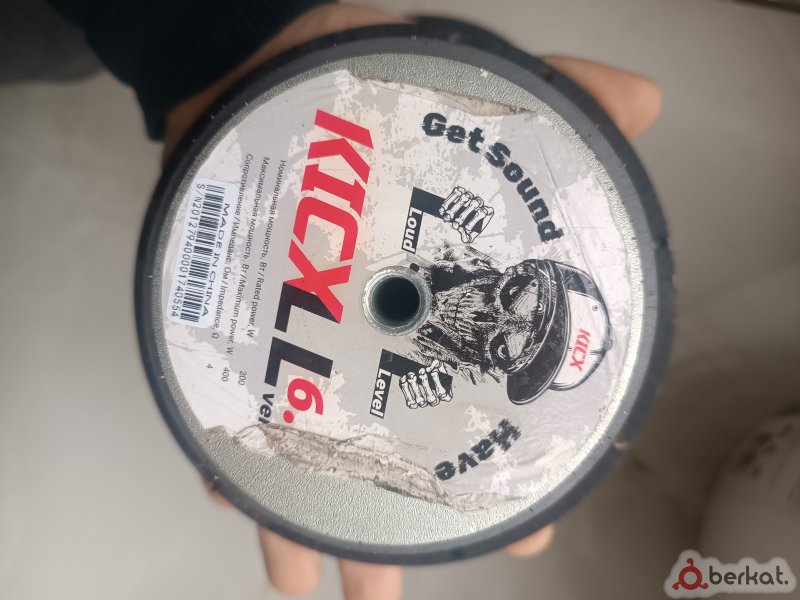 Get Sound
Loud
Level
Have
KICX
KICX
LL 6.
ver
Номинальная мощность, Вт / Rated power, W 200
Максимальная мощность, Вт / Maximum power, W 400
Сопротивление / Импеданс, Ом / Impedance, Ω 4
MADE IN CHINA
S/N2012794000001740554
berkat.